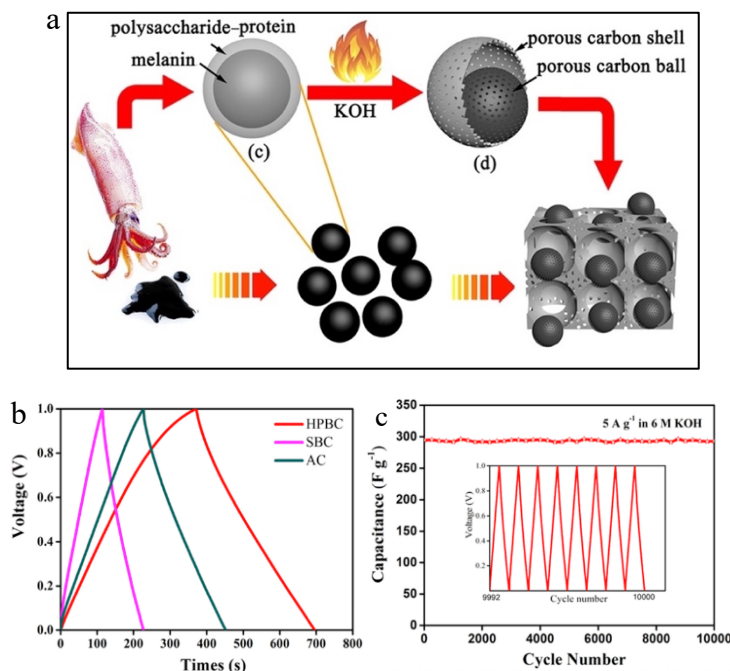 a
polysaccharide–protein
melanin
KOH
porous carbon shell
porous carbon ball
(c)
(d)
b
1.0
0.8
0.6
0.4
0.2
0.0
Voltage (V)
HPBC
SBC
AC
0 100 200 300 400 500 600 700 800
Times (s)
c
350
300
250
200
150
100
50
0
Capacitance (F g⁻¹)
5 A g⁻¹ in 6 M KOH
1.0
0.8
0.6
0.4
0.2
Voltage (V)
9992 Cycle number 10000
0 2000 4000 6000 8000 10000
Cycle Number